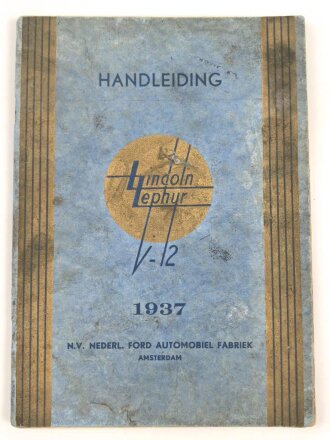 HANDLEIDING
Lincoln
Zephyr
V-12
1937
N.V. NEDERL. FORD AUTOMOBIEL FABRIEK
AMSTERDAM